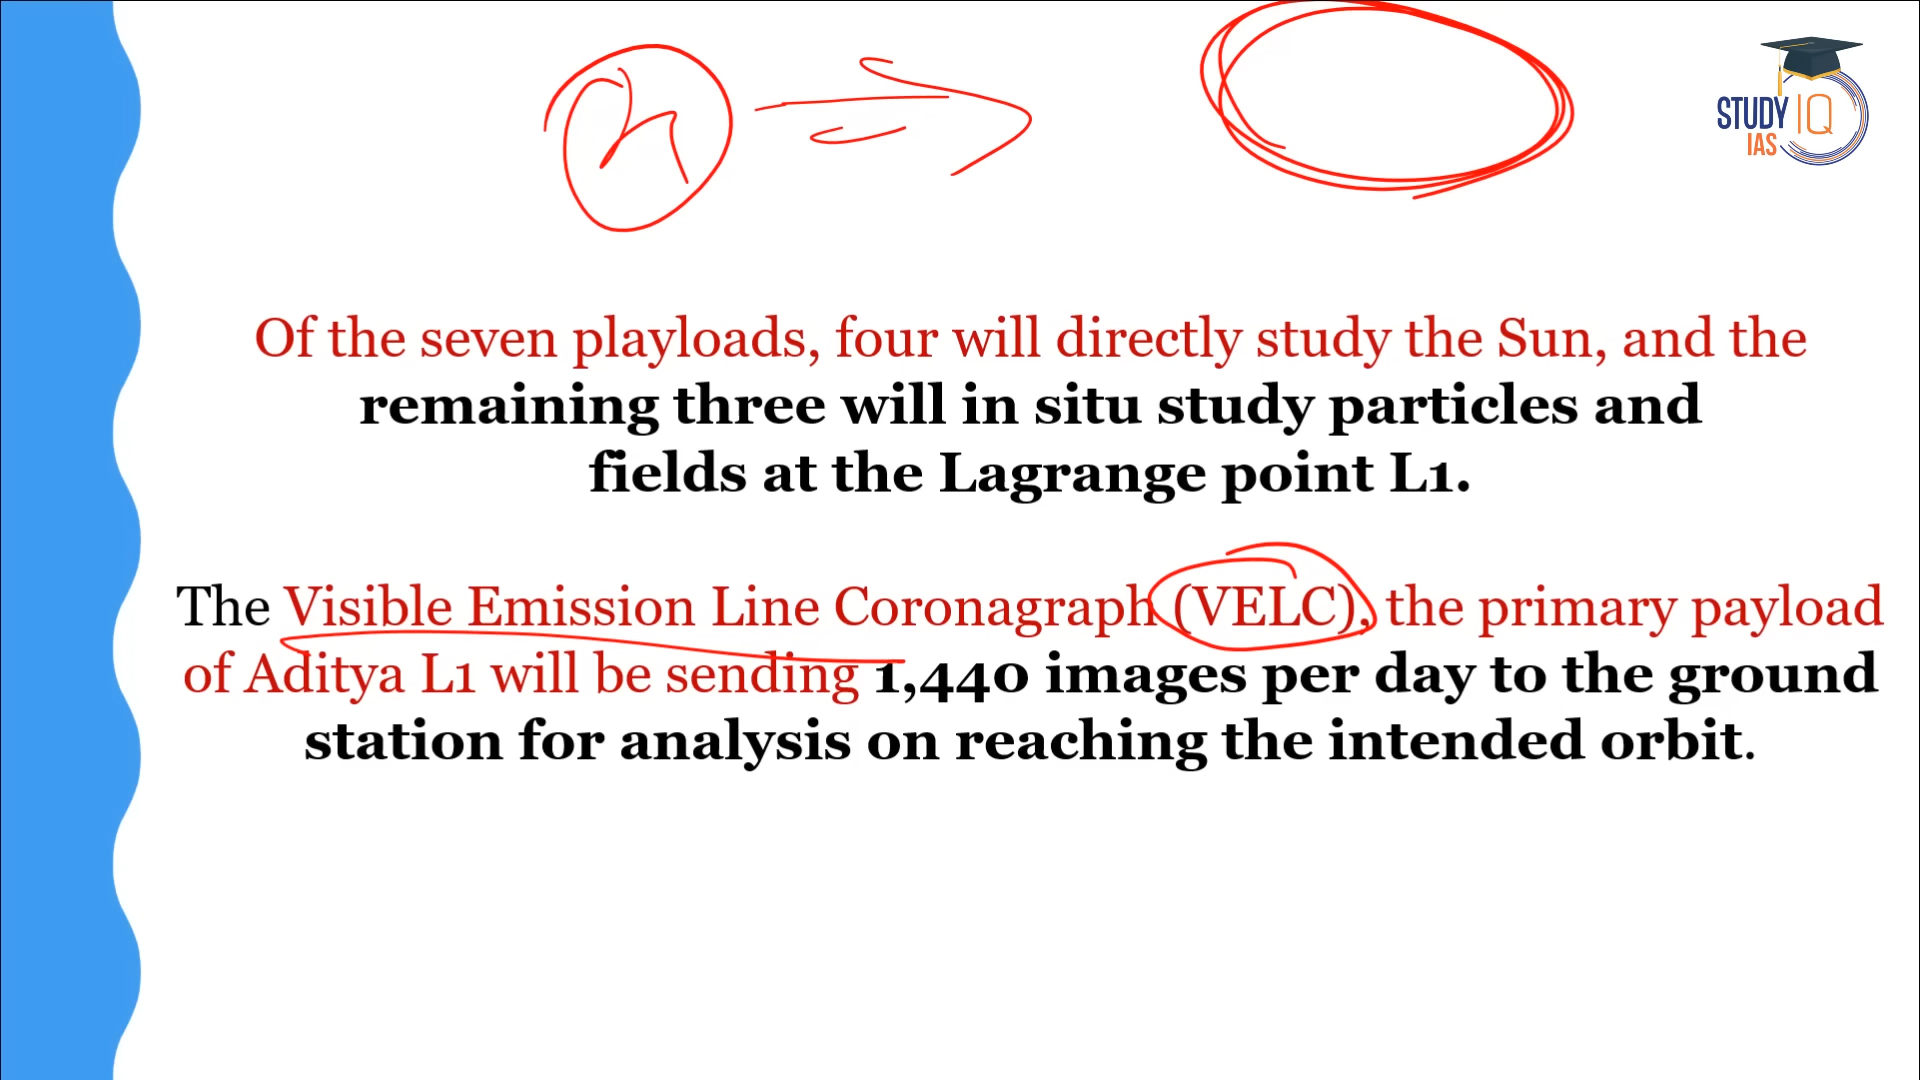 STUDY IQ
IAS
Of the seven playloads, four will directly study the Sun, and the
remaining three will in situ study particles and
fields at the Lagrange point L1.
The Visible Emission Line Coronagraph (VELC), the primary payload
of Aditya L1 will be sending 1,440 images per day to the ground
station for analysis on reaching the intended orbit.